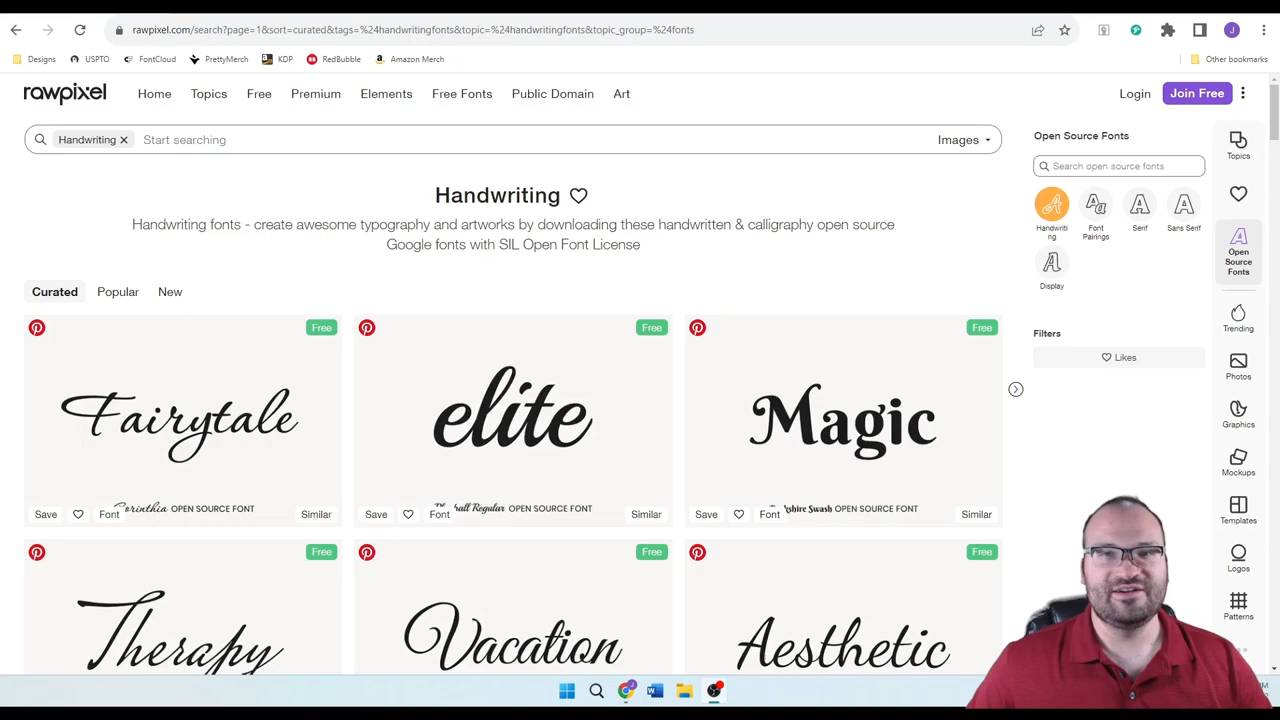 rawpixel.com/search?page=1&sort=curated&tags=%24handwritingfonts&topic=%24handwritingfonts&topic_group=%24fonts
J
Designs USPTO FontCloud PrettyMerch KDP RedBubble Amazon Merch Other bookmarks
rawpixel Home Topics Free Premium Elements Free Fonts Public Domain Art Login Join Free
Handwriting × Start searching Images
Open Source Fonts
Search open source fonts
Handwriti
ng
Font
Pairings
Serif
Sans Serif
Display
Filters
Likes
Topics
Open
Source
Fonts
Trending
Photos
Graphics
Mockups
Templates
Logos
Patterns
Handwriting
Handwriting fonts - create awesome typography and artworks by downloading these handwritten & calligraphy open source
Google fonts with SIL Open Font License
Curated Popular New
Free
Fairytale
OPEN SOURCE FONT
Save Font Similar
Free
elite
Regular OPEN SOURCE FONT
Save Font Similar
Free
Magic
Swash OPEN SOURCE FONT
Save Font Similar
Free
Therapy
Free
Vacation
Free
Aesthetic